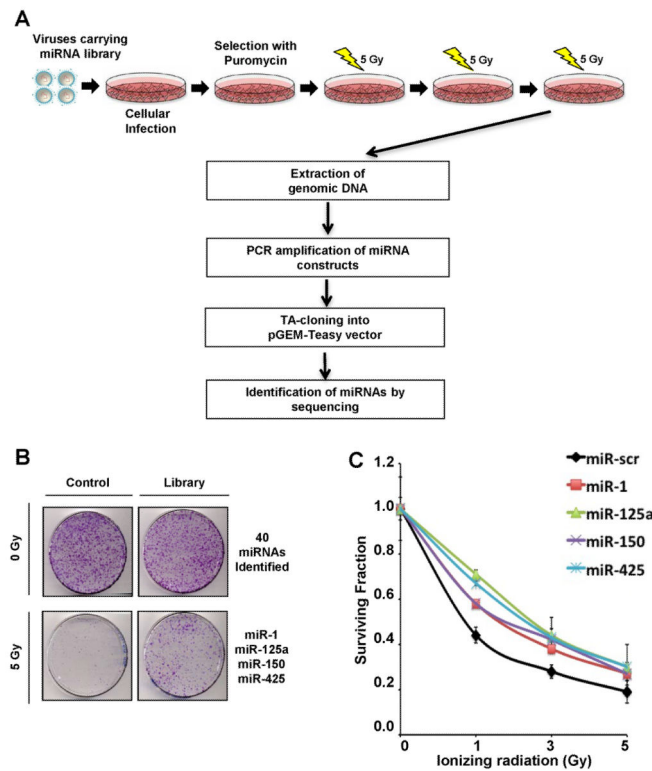 A
Viruses carrying
miRNA library
Cellular
Infection
Selection with
Puromycin
5 Gy
5 Gy
5 Gy
Extraction of
genomic DNA
PCR amplification of miRNA
constructs
TA-cloning into
pGEM-Teasy vector
Identification of miRNAs by
sequencing
B
Control
Library
0 Gy
40
miRNAs
Identified
5 Gy
miR-1
miR-125a
miR-150
miR-425
C
miR-scr
miR-1
miR-125a
miR-150
miR-425
Surviving Fraction
1.2
1.0
0.8
0.6
0.4
0.2
0.0
0
1
3
5
Ionizing radiation (Gy)